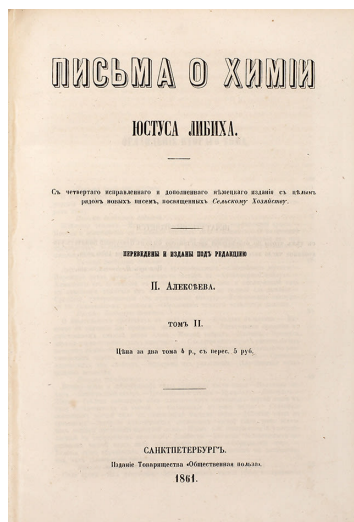 ПИСЬМА О ХИМІИ
ЮСТУСА ЛИБИХА.
Съ четвертаго исправленнаго и дополненнаго нѣмецкаго изданія съ цѣлымъ
рядомъ новыхъ писемъ, посвященныхъ Сельскому Хозяйству.
ПЕРЕВЕДЕНЫ И ИЗДАНЫ ПОДЪ РЕДАКЦІЕЮ
П. Алексѣева.
ТОМЪ II.
Цѣна за два тома 4 р., съ перес. 5 руб.
САНКТПЕТЕРБУРГЪ.
Изданіе Товарищества «Общественная польза».
1861.